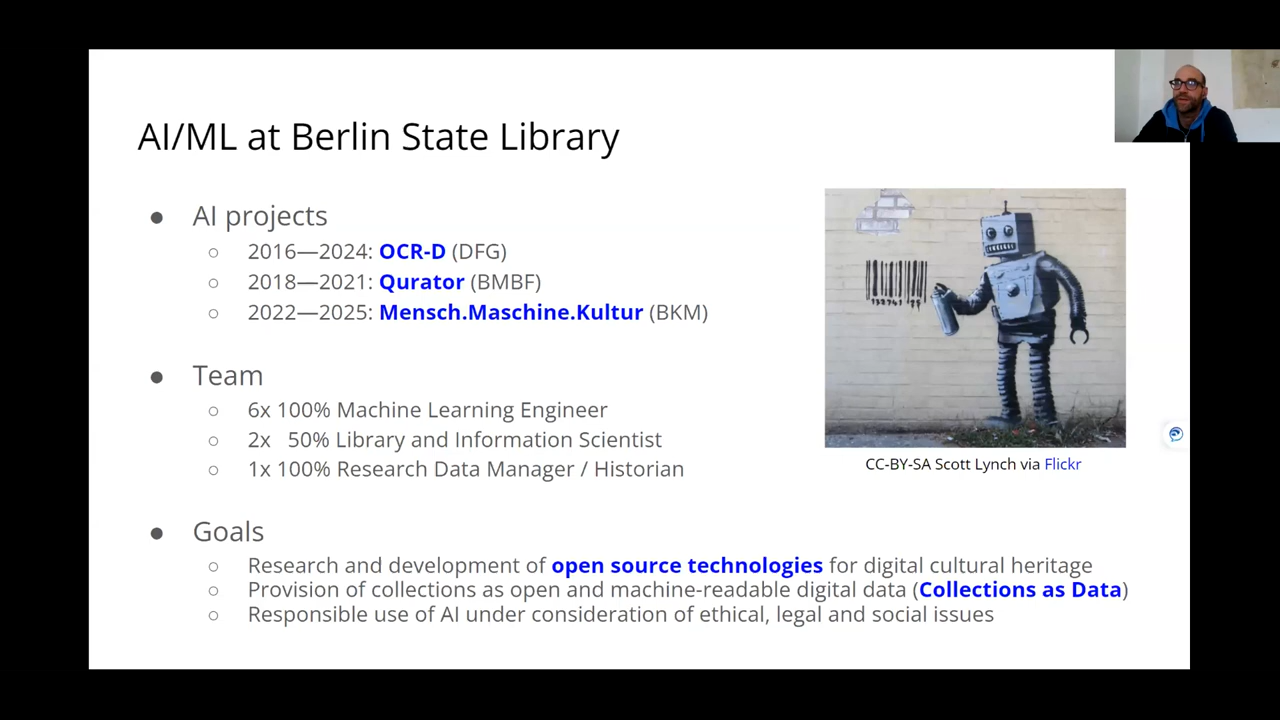 AI/ML at Berlin State Library
● AI projects
○ 2016—2024: OCR-D (DFG)
○ 2018—2021: Qurator (BMBF)
○ 2022—2025: Mensch.Maschine.Kultur (BKM)
● Team
○ 6x 100% Machine Learning Engineer
○ 2x 50% Library and Information Scientist
○ 1x 100% Research Data Manager / Historian
● Goals
○ Research and development of open source technologies for digital cultural heritage
○ Provision of collections as open and machine-readable digital data (Collections as Data)
○ Responsible use of AI under consideration of ethical, legal and social issues
CC-BY-SA Scott Lynch via Flickr